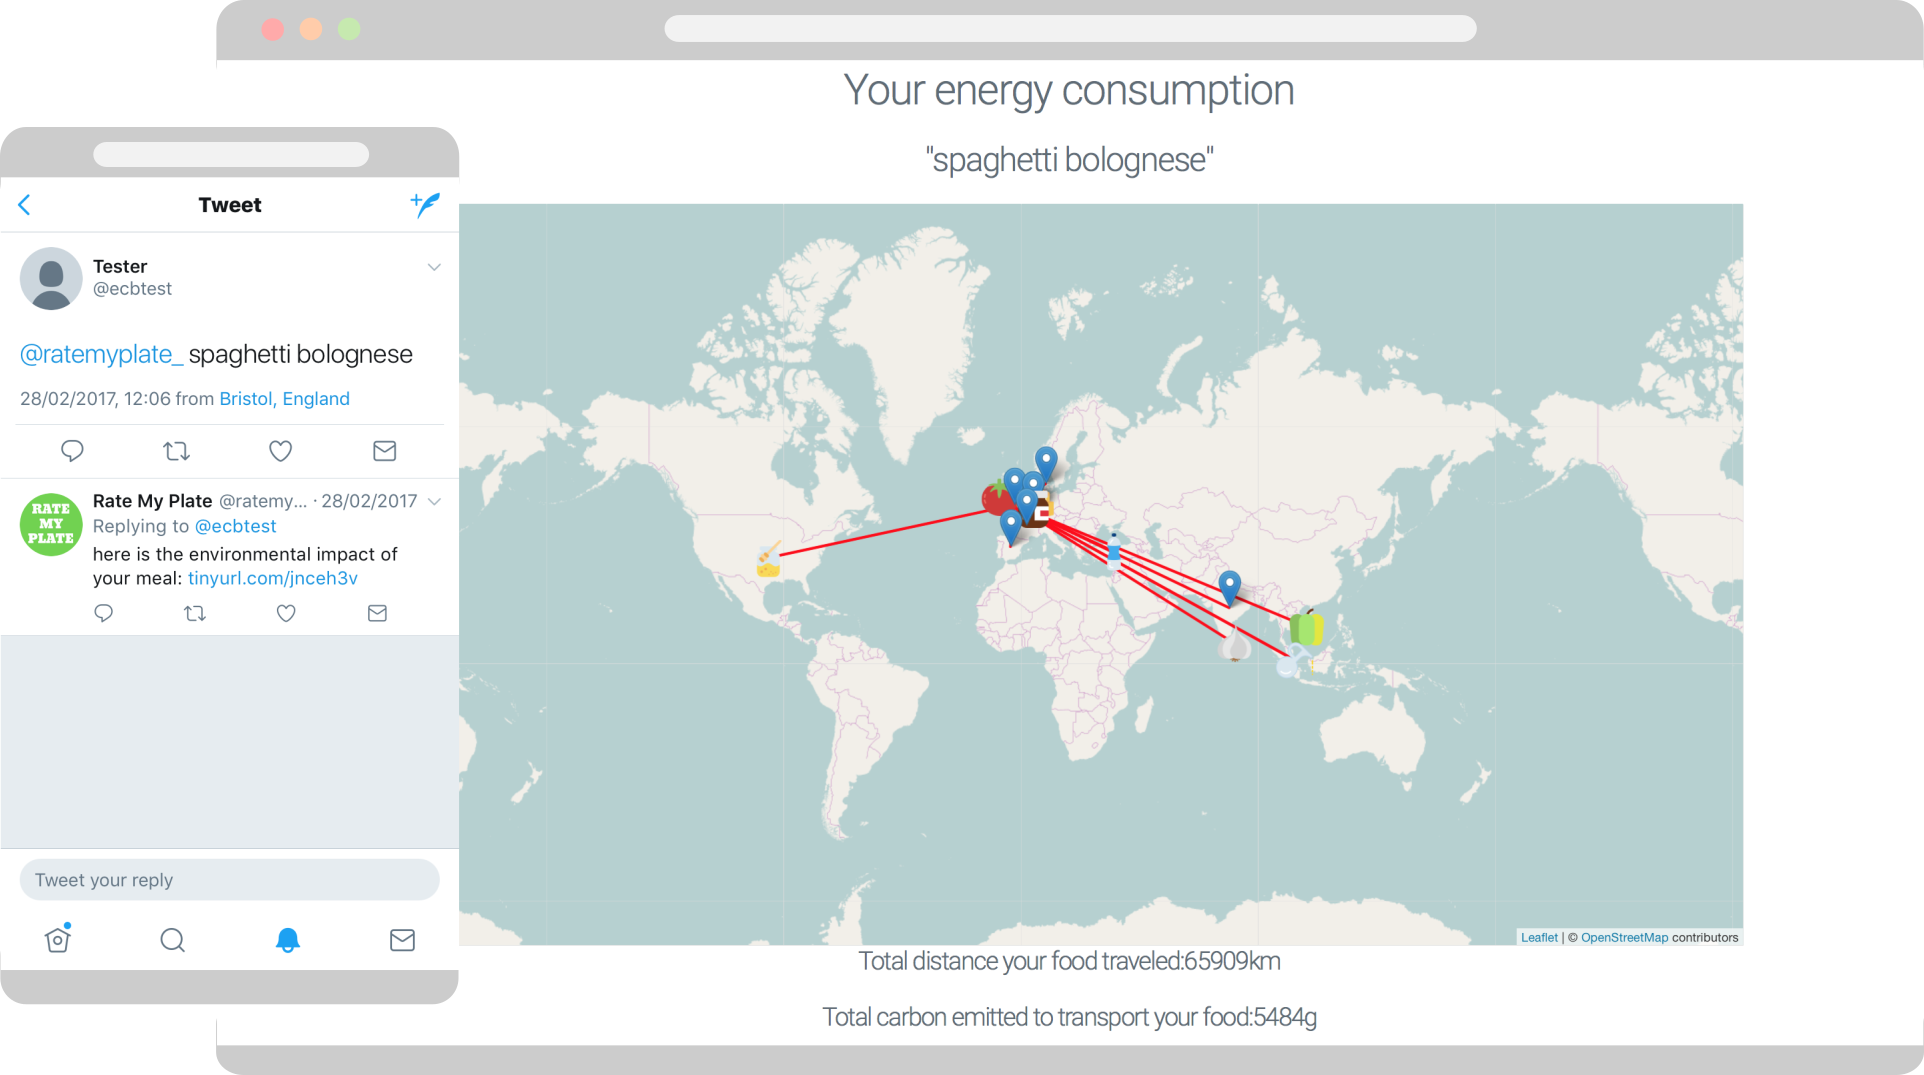 Your energy consumption
"spaghetti bolognese"
Tweet
Tester
@ecbtest
@ratemyplate_ spaghetti bolognese
28/02/2017, 12:06 from Bristol, England
RATE
MY
PLATE
Rate My Plate @ratemy... · 28/02/2017
Replying to @ecbtest
here is the environmental impact of
your meal: tinyurl.com/jnceh3v
Tweet your reply
Leaflet | © OpenStreetMap contributors
Total distance your food traveled:65909km
Total carbon emitted to transport your food:5484g